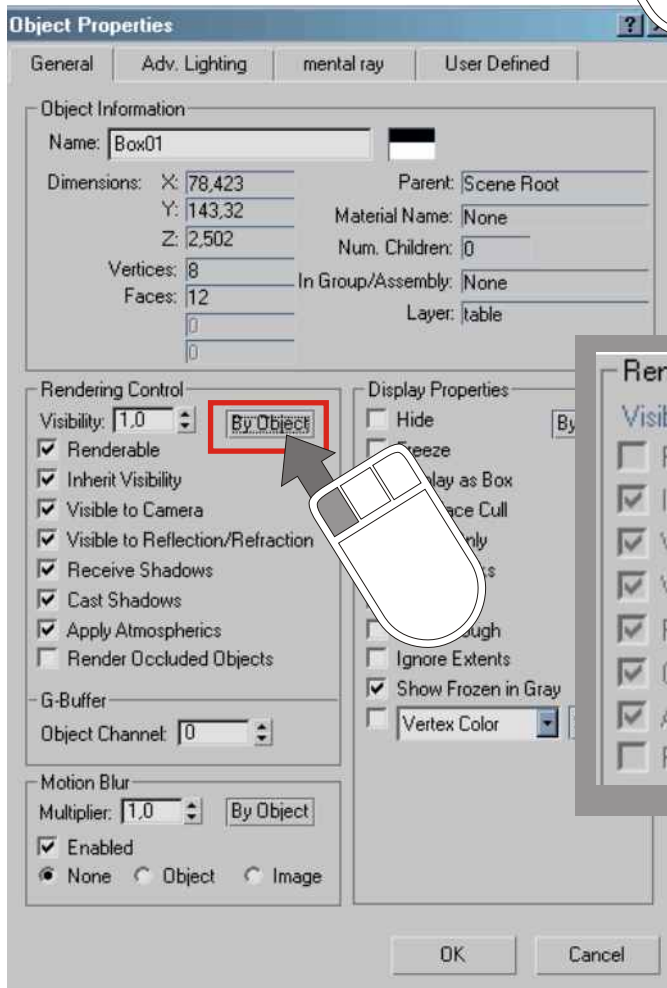 Object Properties
?
General Adv. Lighting mental ray User Defined
Object Information
Name: Box01
Dimensions: X: 78,423
Y: 143,32
Z: 2,502
Vertices: 8
Faces: 12
0
0
Parent: Scene Root
Material Name: None
Num. Children: 0
In Group/Assembly: None
Layer: table
Rendering Control
Visibility: 1,0 By Object
Renderable
Inherit Visibility
Visible to Camera
Visible to Reflection/Refraction
Receive Shadows
Cast Shadows
Apply Atmospherics
Render Occluded Objects
G-Buffer
Object Channel: 0
Motion Blur
Multiplier: 1,0 By Object
Enabled
None Object Image
Display Properties
Hide By
as Box
Cull
Ignore Extents
Show Frozen in Gray
Vertex Color
OK Cancel